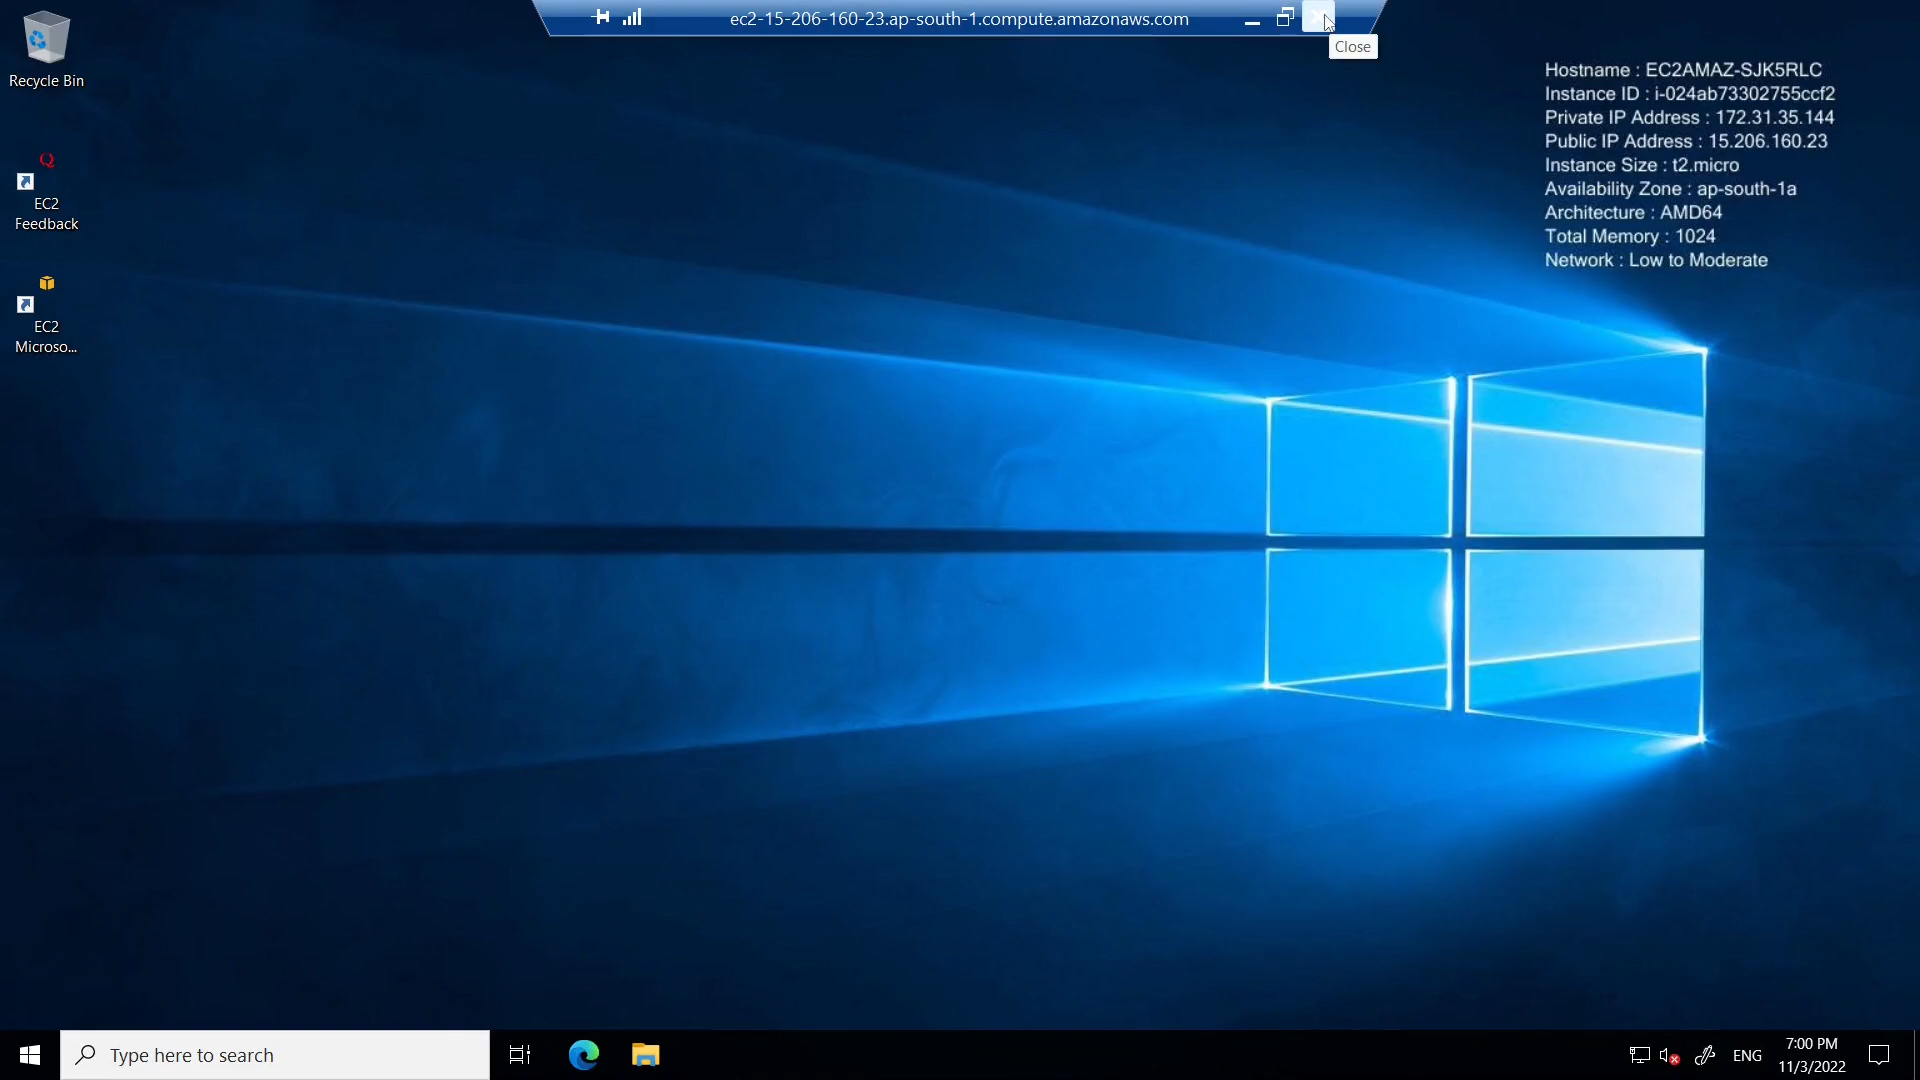 ec2-15-206-160-23.ap-south-1.compute.amazonaws.com
Close
Recycle Bin
Q
EC2
Feedback
EC2
Microso...
Hostname : EC2AMAZ-SJK5RLC
Instance ID : i-024ab73302755ccf2
Private IP Address : 172.31.35.144
Public IP Address : 15.206.160.23
Instance Size : t2.micro
Availability Zone : ap-south-1a
Architecture : AMD64
Total Memory : 1024
Network : Low to Moderate
Type here to search
ENG
7:00 PM
11/3/2022